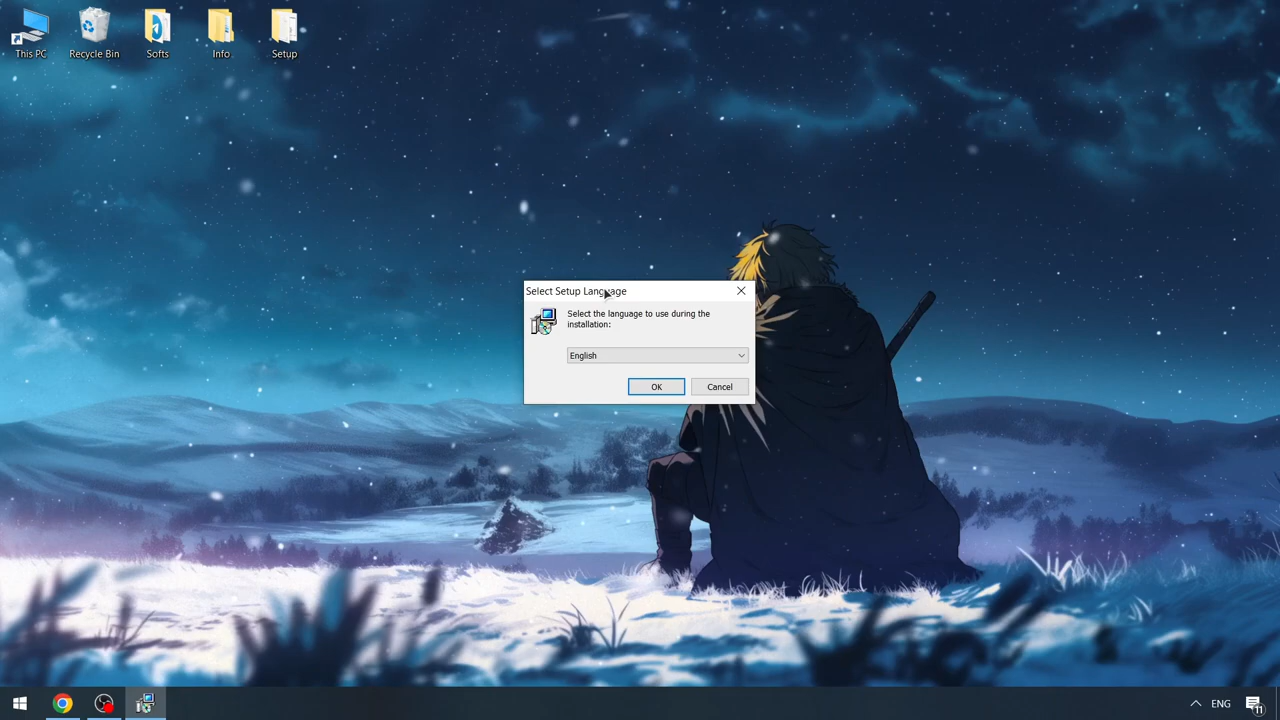 This PC
Recycle Bin
Softs
Info
Setup
Select Setup Language
Select the language to use during the
installation:
English
OK
Cancel
ENG
11